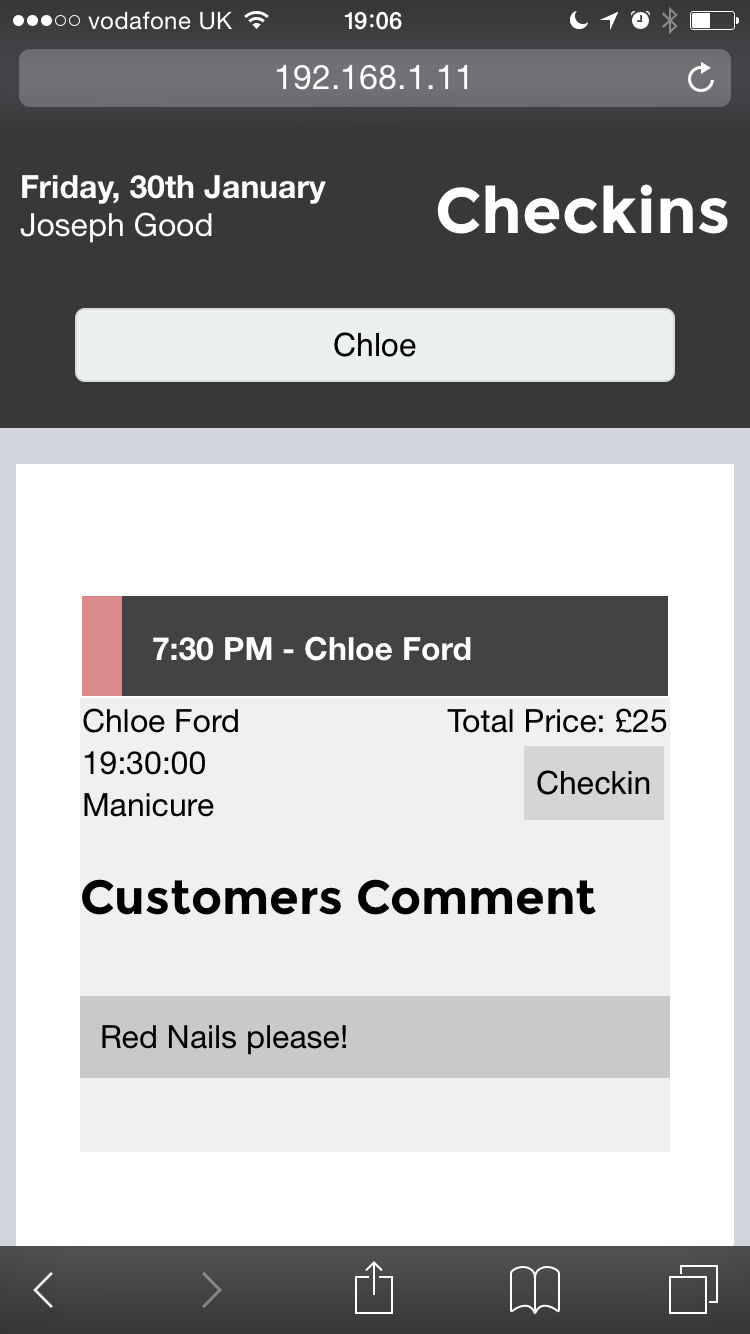 vodafone UK 19:06
192.168.1.11
Friday, 30th January
Joseph Good
Checkins
Chloe
7:30 PM - Chloe Ford
Chloe Ford
Total Price: £25
19:30:00
Checkin
Manicure
Customers Comment
Red Nails please!